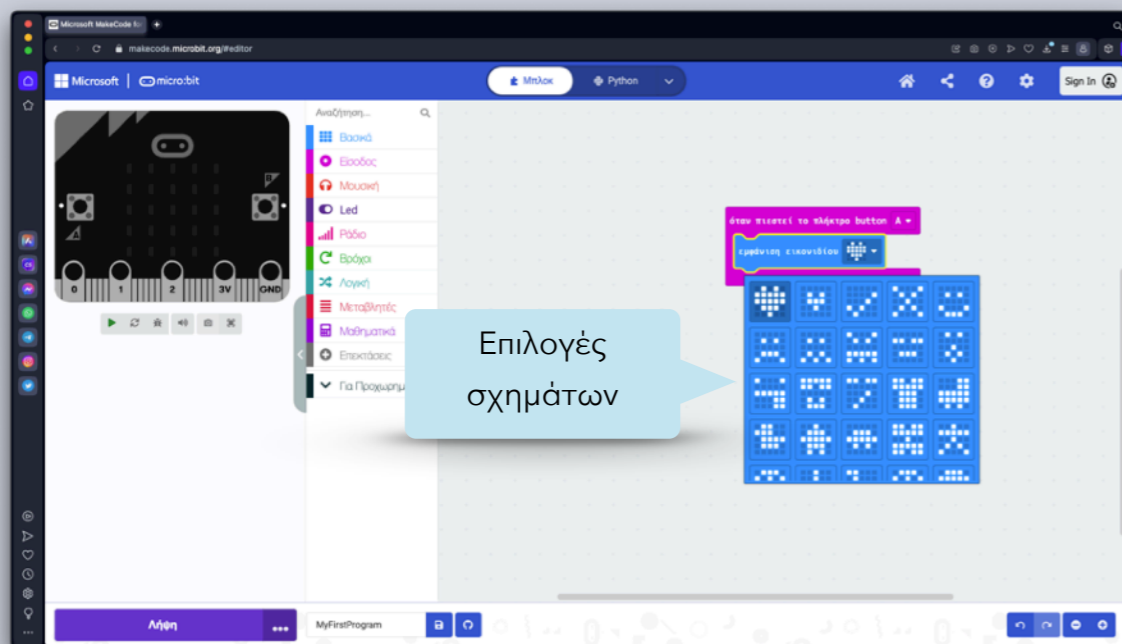 Microsoft MakeCode fo
makecode.microbit.org/#editor
Microsoft
micro:bit
Μπλοκ
Python
Sign In
Αναζήτηση...
Βασικά
Είσοδος
Μουσική
Led
Ράδιο
Βρόχοι
Λογική
Μεταβλητές
Μαθηματικά
Επεκτάσεις
Για Προχωρημ
0 1 2 3V GND
όταν πιεστεί το πλήκτρο button A
εμφάνιση εικονιδίου
Επιλογές
σχημάτων
Λήψη
MyFirstProgram